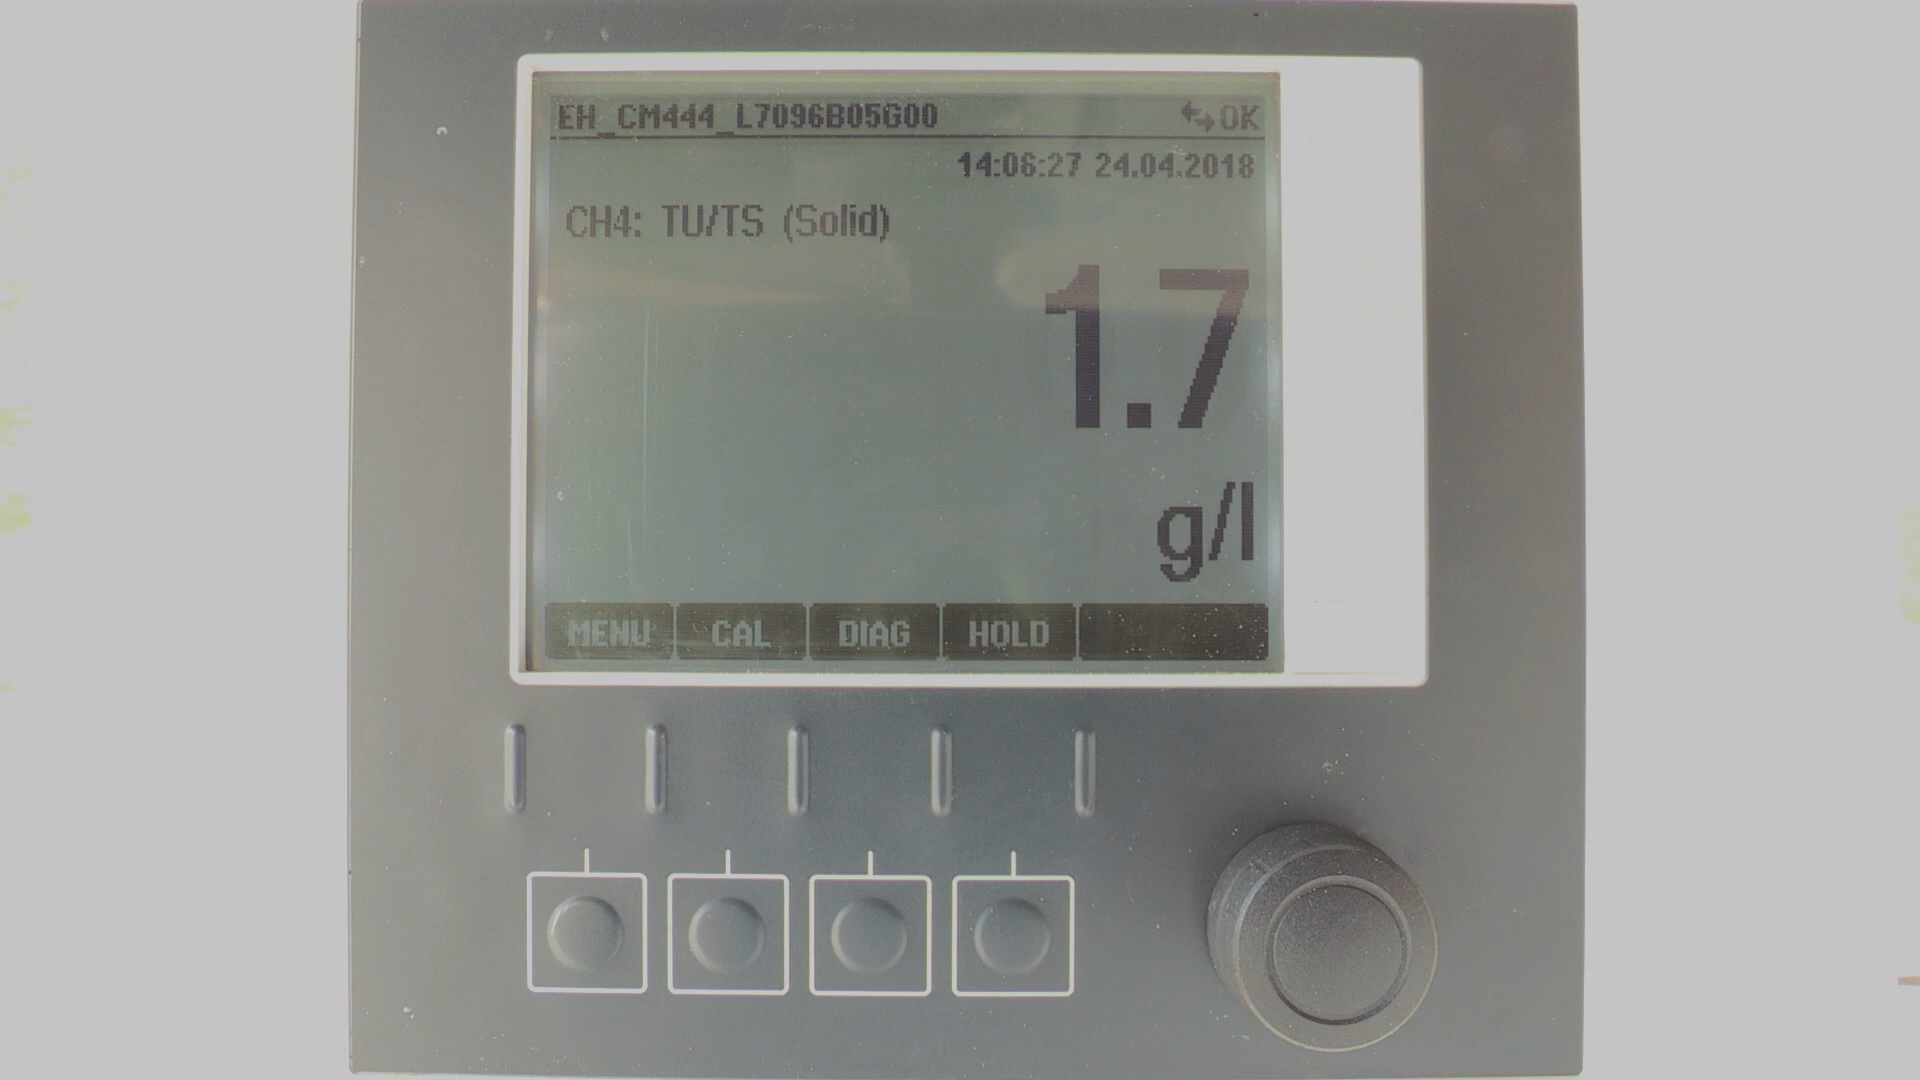 EH_CM444_L7096B05G00 OK
14:06:27 24.04.2018
CH4: TU/TS (Solid)
1.7
g/l
MENU CAL DIAG HOLD